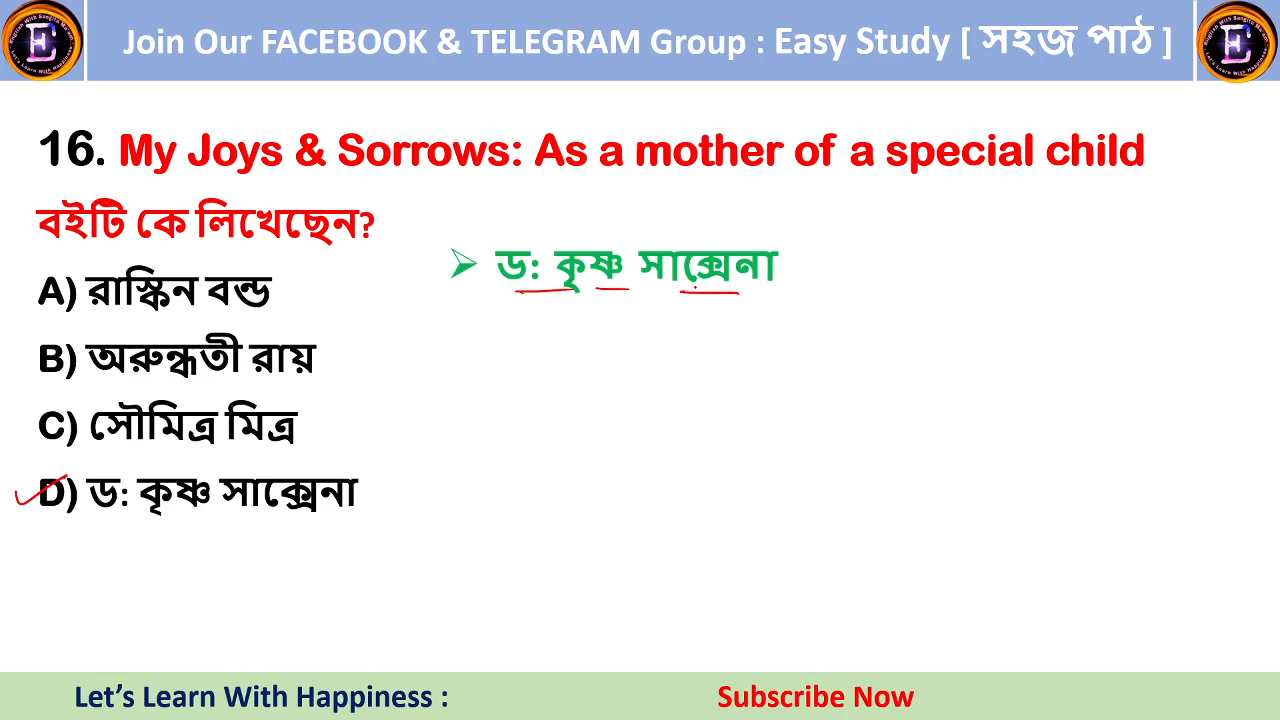 Join Our FACEBOOK & TELEGRAM Group : Easy Study [ সহজ পাঠ ]
16. My Joys & Sorrows: As a mother of a special child
বইটি কে লিখেছেন?
➢ ড: কৃষ্ণ সাক্সেনা
A) রাস্কিন বন্ড
B) অরুন্ধতী রায়
C) সৌমিত্র মিত্র
D) ড: কৃষ্ণ সাক্সেনা
Let’s Learn With Happiness :
Subscribe Now